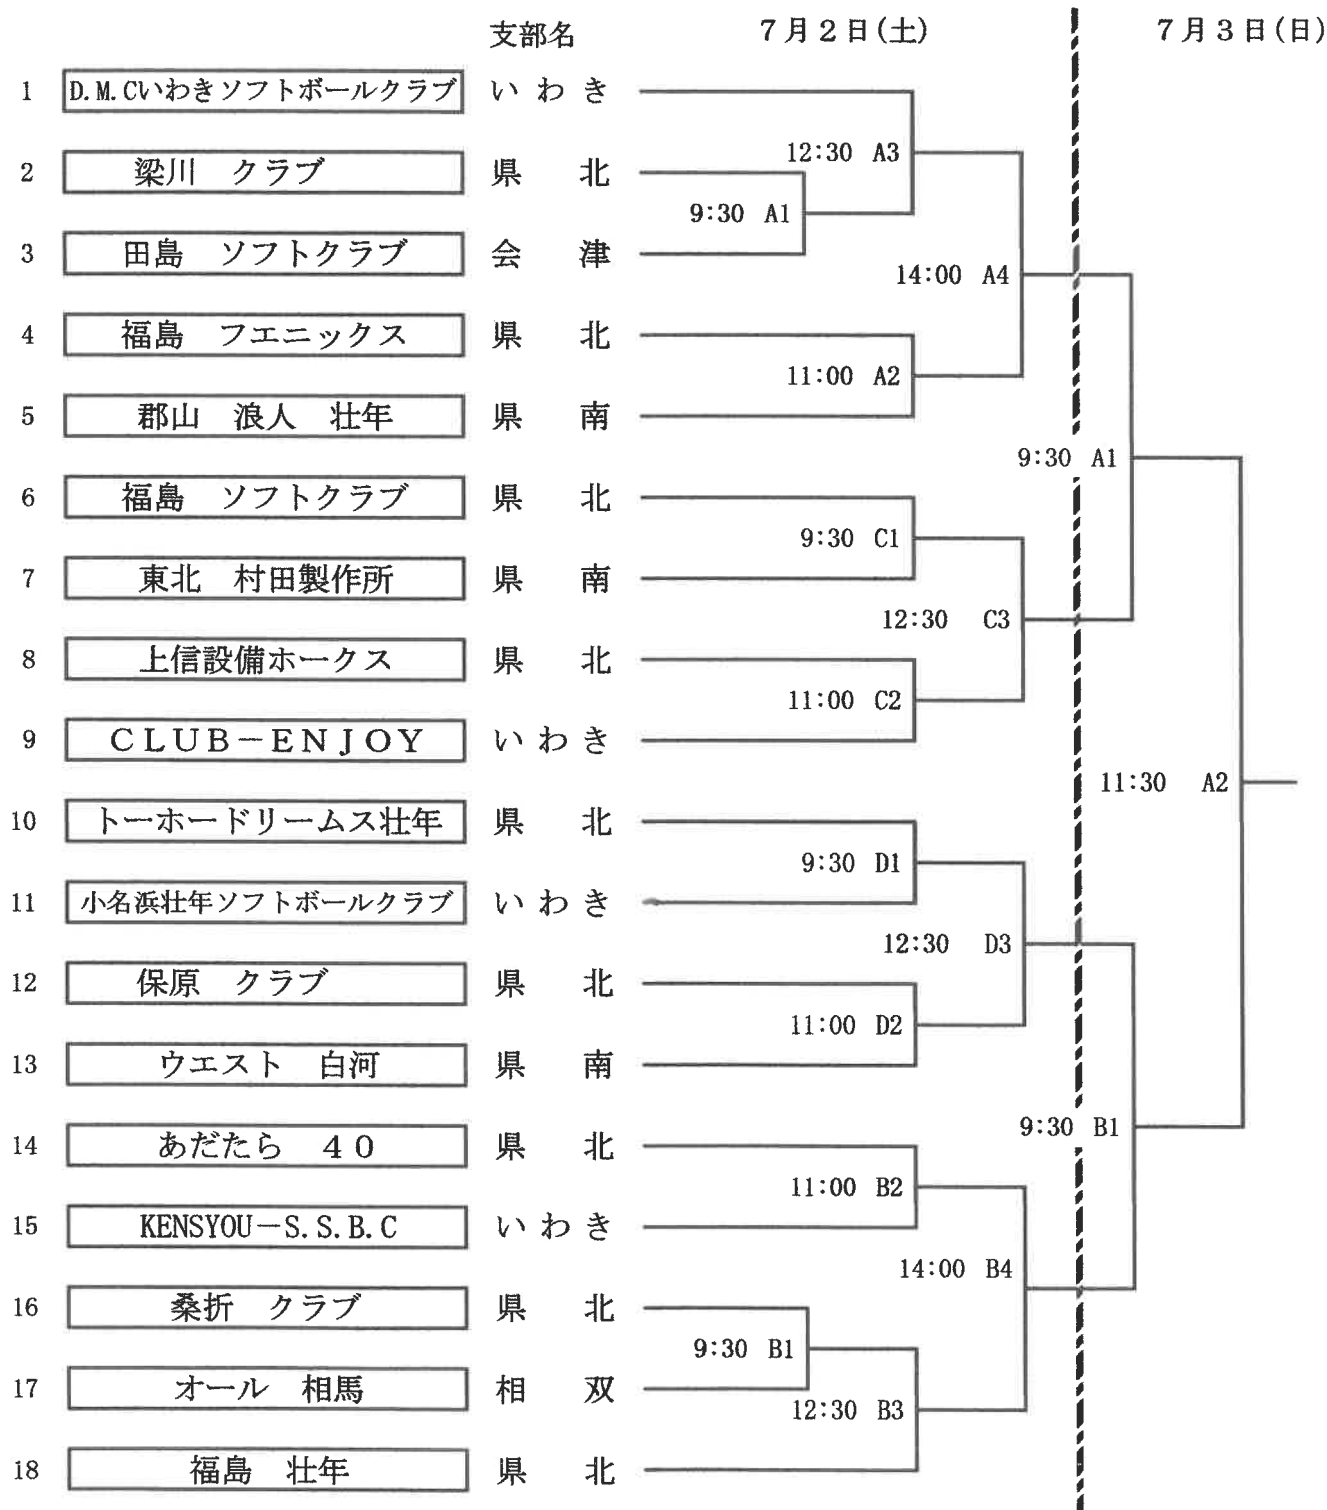 支部名 7月2日(土) 7月3日(日)
1 D.M.Cいわきソフトボールクラブ いわき
12:30 A3
2 梁川 クラブ 県北
9:30 A1
3 田島 ソフトクラブ 会津
14:00 A4
4 福島 フエニックス 県北
11:00 A2
5 郡山 浪人 壮年 県南
9:30 A1
6 福島 ソフトクラブ 県北
9:30 C1
7 東北 村田製作所 県南
12:30 C3
8 上信設備ホークス 県北
11:00 C2
9 CLUB−ENJOY いわき
11:30 A2
10 トーホードリームス壮年 県北
9:30 D1
11 小名浜壮年ソフトボールクラブ いわき
12:30 D3
12 保原 クラブ 県北
11:00 D2
13 ウエスト 白河 県南
9:30 B1
14 あだたら 40 県北
11:00 B2
15 KENSYOU−S.S.B.C いわき
14:00 B4
16 桑折 クラブ 県北
9:30 B1
17 オール 相馬 相双
12:30 B3
18 福島 壮年 県北